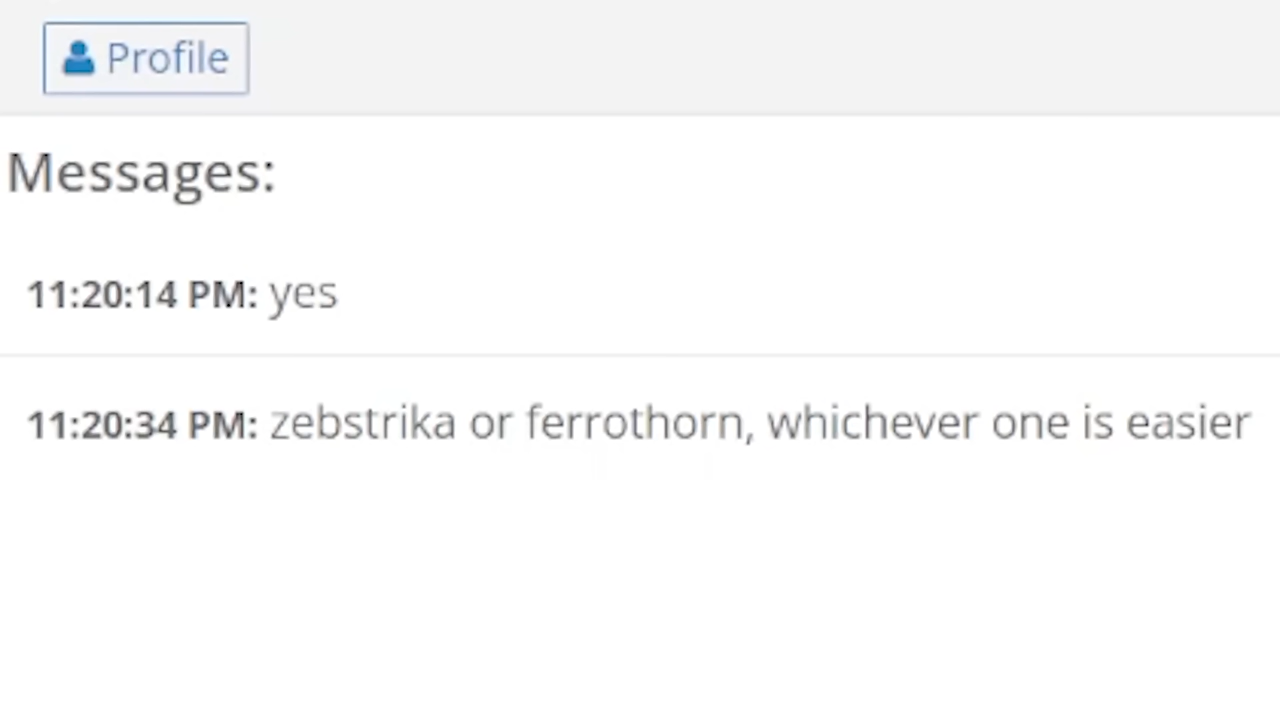 Profile
Messages:
11:20:14 PM: yes
11:20:34 PM: zebstrika or ferrothorn, whichever one is easier